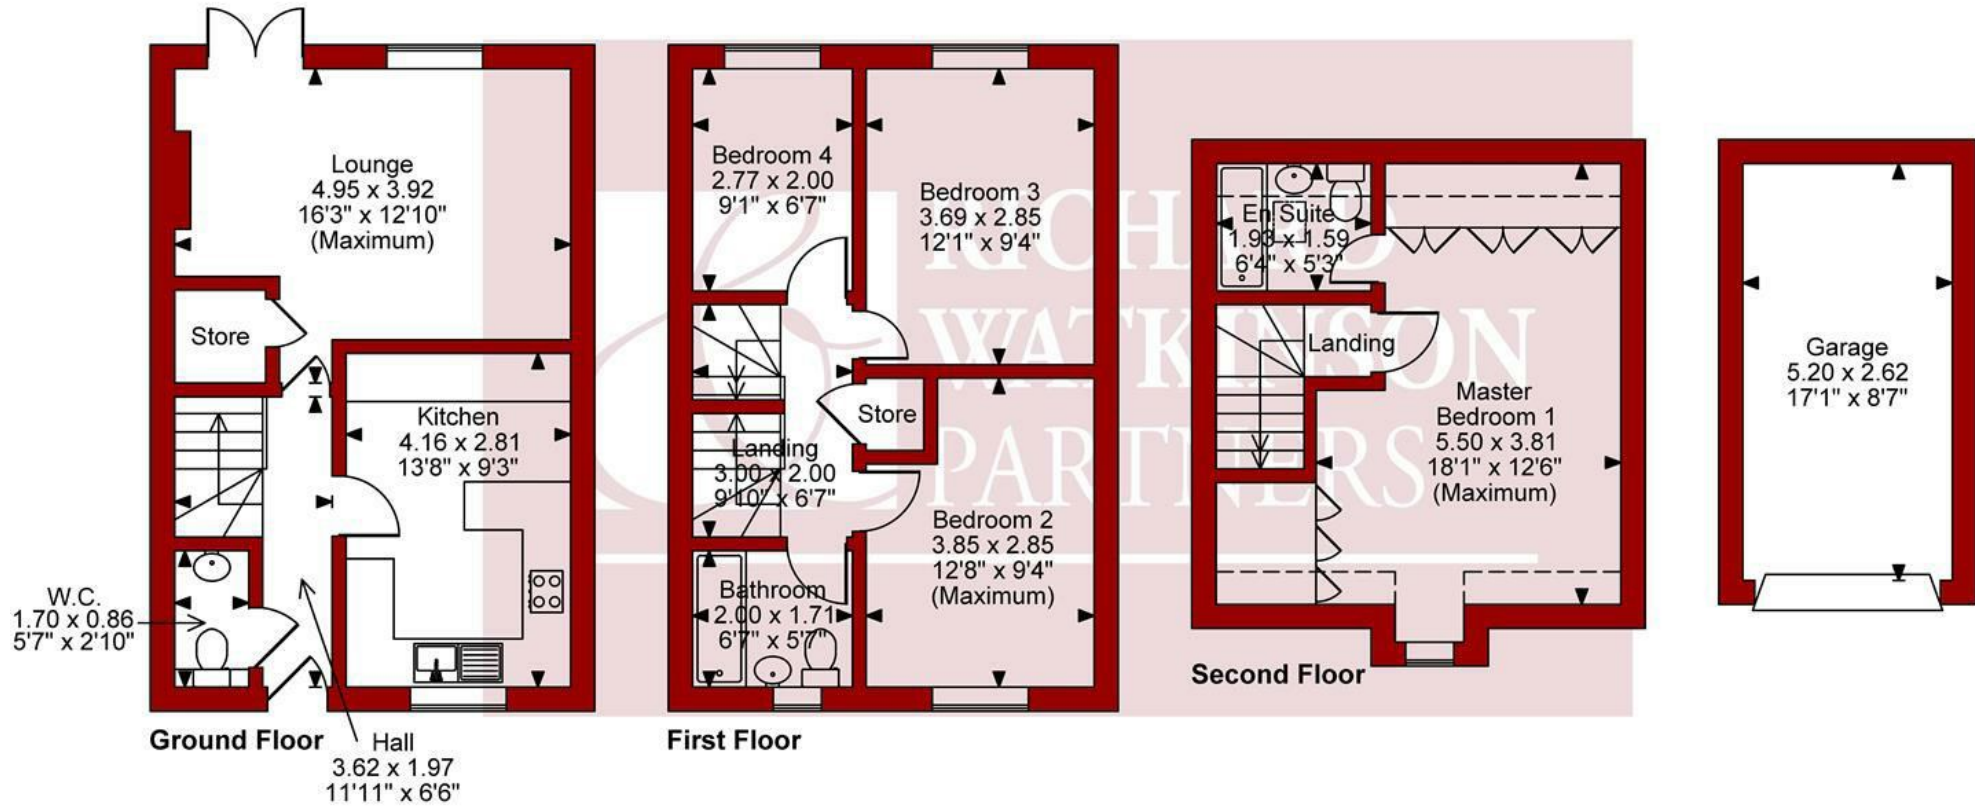 Lounge
4.95 x 3.92
16'3" x 12'10"
(Maximum)
Store
Kitchen
4.16 x 2.81
13'8" x 9'3"
W.C.
1.70 x 0.86
5'7" x 2'10"
Ground Floor
Hall
3.62 x 1.97
11'11" x 6'6"
Bedroom 4
2.77 x 2.00
9'1" x 6'7"
Bedroom 3
3.69 x 2.85
12'1" x 9'4"
Store
Landing
3.00 x 2.00
9'10" x 6'7"
Bedroom 2
3.85 x 2.85
12'8" x 9'4"
(Maximum)
Bathroom
2.00 x 1.71
6'7" x 5'7"
First Floor
En Suite
1.93 x 1.59
6'4" x 5'3"
Landing
Master
Bedroom 1
5.50 x 3.81
18'1" x 12'6"
(Maximum)
Second Floor
Garage
5.20 x 2.62
17'1" x 8'7"
RICHARD
WATKINSON
PARTNERS